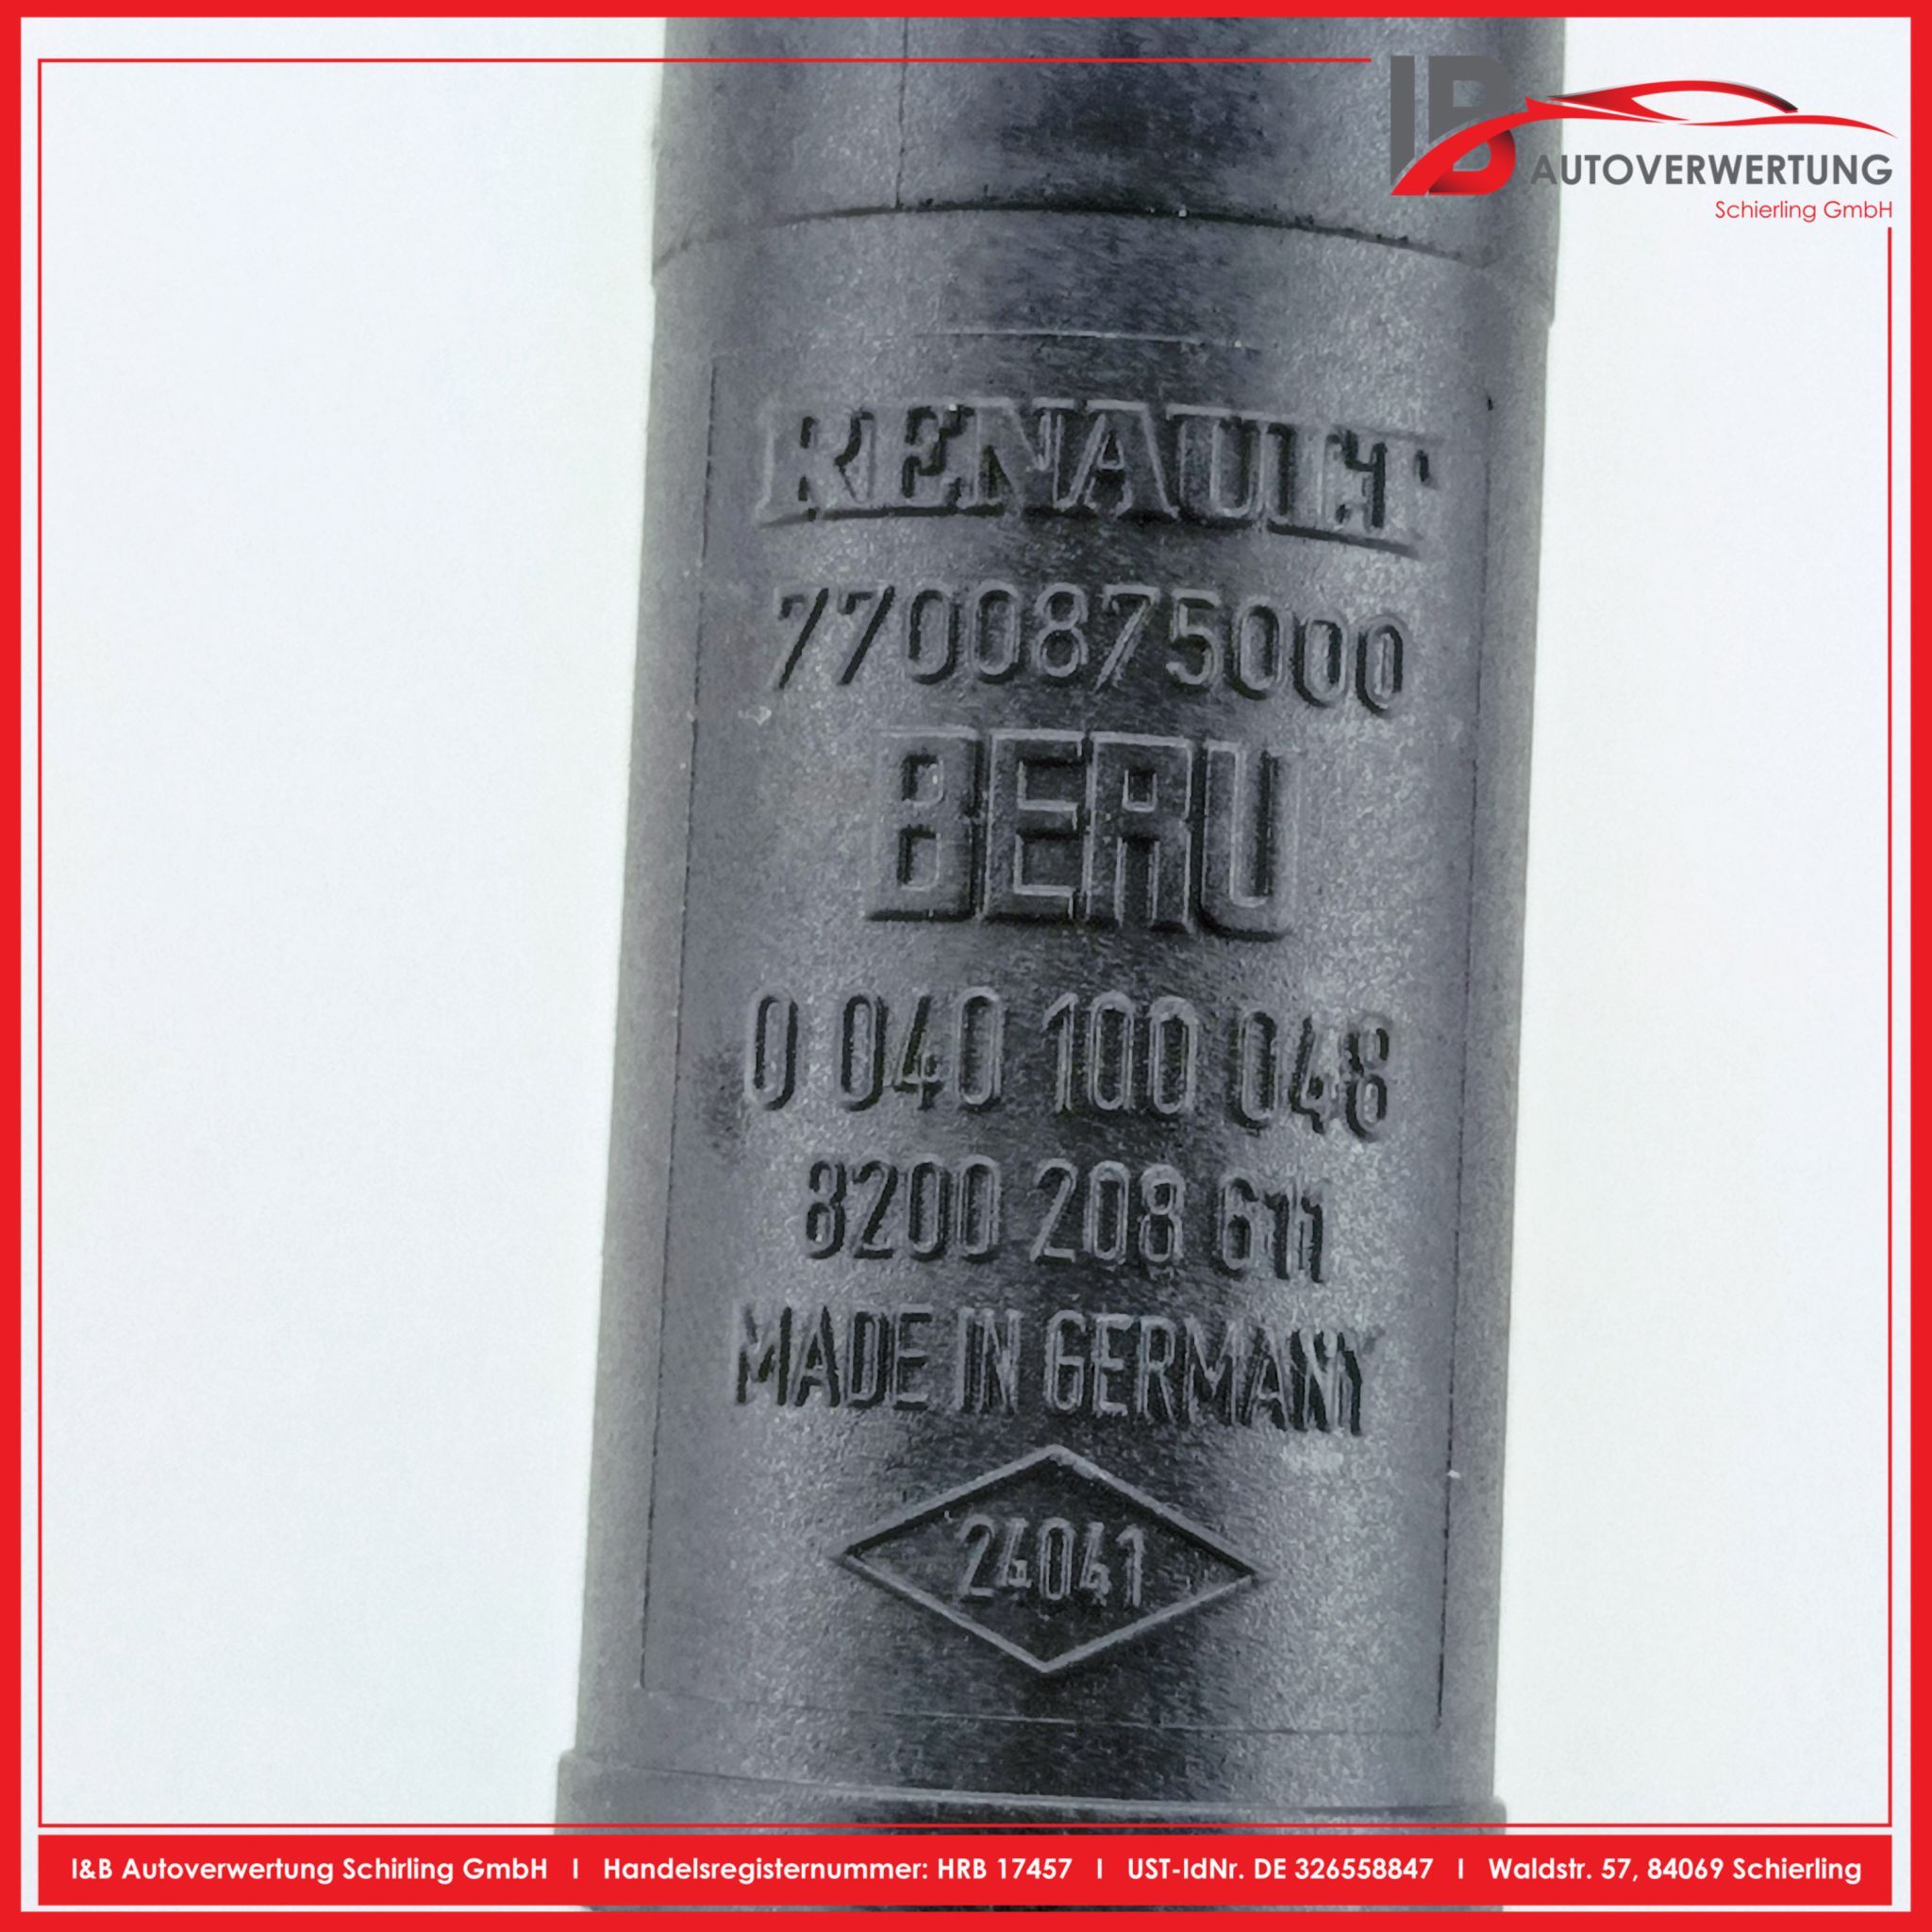 IB
AUTOVERWERTUNG
Schierling GmbH
RENAULT
7700875000
BERU
0 040 100 048
8200 208 611
MADE IN GERMANY
24041
I&B Autoverwertung Schirling GmbH I Handelsregisternummer: HRB 17457 I UST-IdNr. DE 326558847 I Waldstr. 57, 84069 Schierling